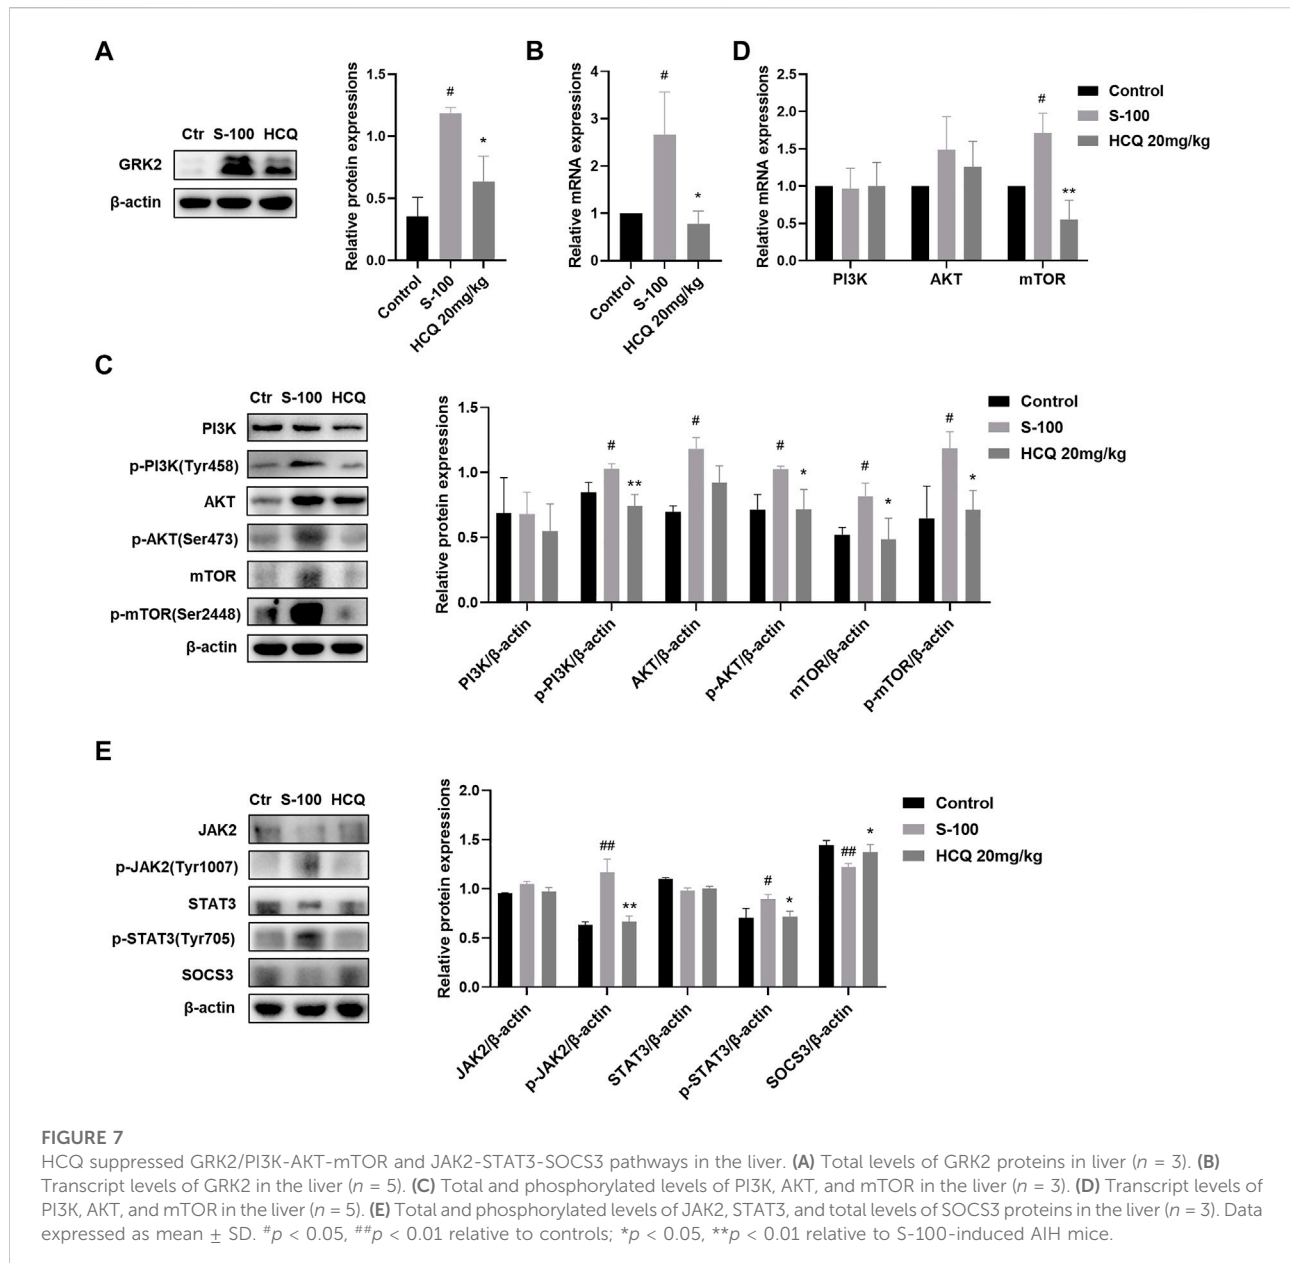 A
Ctr S-100 HCQ
GRK2
β-actin
Relative protein expressions
1.5
1.0
0.5
0.0
#
*
Control
S-100
HCQ 20mg/kg
B
Relative mRNA expressions
4
3
2
1
0
#
*
Control
S-100
HCQ 20mg/kg
D
Relative mRNA expressions
2.5
2.0
1.5
1.0
0.5
0.0
#
**
PI3K AKT mTOR
Control
S-100
HCQ 20mg/kg
C
Ctr S-100 HCQ
PI3K
p-PI3K(Tyr458)
AKT
p-AKT(Ser473)
mTOR
p-mTOR(Ser2448)
β-actin
Relative protein expressions
1.5
1.0
0.5
0.0
# ** # # * # * # *
PI3K/β-actin
p-PI3K/β-actin
AKT/β-actin
p-AKT/β-actin
mTOR/β-actin
p-mTOR/β-actin
Control
S-100
HCQ 20mg/kg
E
Ctr S-100 HCQ
JAK2
p-JAK2(Tyr1007)
STAT3
p-STAT3(Tyr705)
SOCS3
β-actin
Relative protein expressions
2.0
1.5
1.0
0.5
0.0
## ** # * ## *
JAK2/β-actin
p-JAK2/β-actin
STAT3/β-actin
p-STAT3/β-actin
SOCS3/β-actin
Control
S-100
HCQ 20mg/kg
FIGURE 7
HCQ suppressed GRK2/PI3K-AKT-mTOR and JAK2-STAT3-SOCS3 pathways in the liver. (A) Total levels of GRK2 proteins in liver (n = 3). (B)
Transcript levels of GRK2 in the liver (n = 5). (C) Total and phosphorylated levels of PI3K, AKT, and mTOR in the liver (n = 3). (D) Transcript levels of
PI3K, AKT, and mTOR in the liver (n = 5). (E) Total and phosphorylated levels of JAK2, STAT3, and total levels of SOCS3 proteins in the liver (n = 3). Data
expressed as mean ± SD. #p < 0.05, ##p < 0.01 relative to controls; *p < 0.05, **p < 0.01 relative to S-100-induced AIH mice.